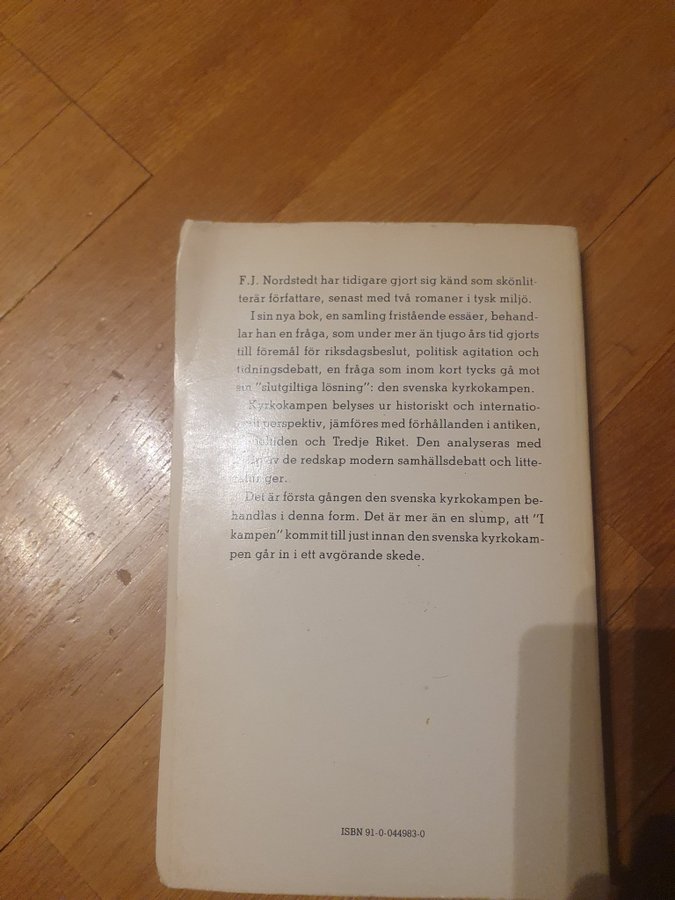 F.J. Nordstedt har tidigare gjort sig känd som skönlit-
terär författare, senast med två romaner i tysk miljö.
I sin nya bok, en samling fristående essäer, behand-
lar han en fråga, som under mer än tjugo års tid gjorts
till föremål för riksdagsbeslut, politisk agitation och
tidningsdebatt, en fråga som inom kort tycks gå mot
sin "slutgiltiga lösning": den svenska kyrkokampen.
Kyrkokampen belyses ur historiskt och internatio-
perspektiv, jämföres med förhållanden i antiken,
och Tredje Riket. Den analyseras med
av de redskap modern samhällsdebatt och litte-
ger.
Det är första gången den svenska kyrkokampen be-
handlas i denna form. Det är mer än en slump, att "I
kampen" kommit till just innan den svenska kyrkokam-
pen går in i ett avgörande skede.
ISBN 91-0-044983-0